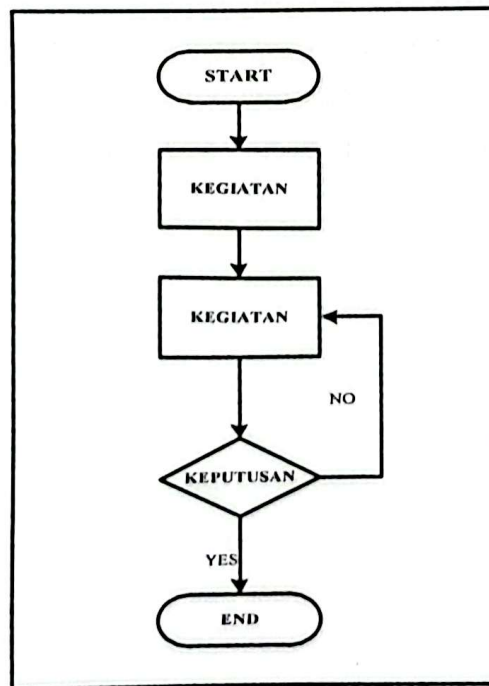 START
KEGIATAN
KEGIATAN
NO
KEPUTUSAN
YES
END